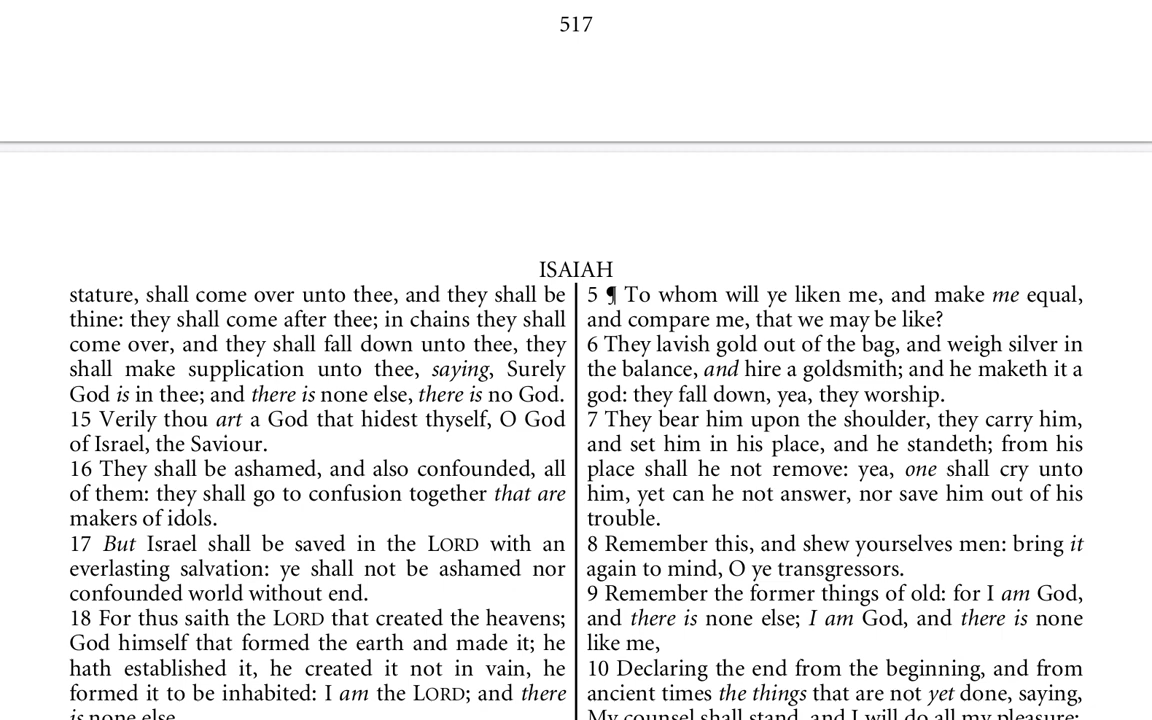 517
ISAIAH
stature, shall come over unto thee, and they shall be
thine: they shall come after thee; in chains they shall
come over, and they shall fall down unto thee, they
shall make supplication unto thee, saying, Surely
God is in thee; and there is none else, there is no God.
15 Verily thou art a God that hidest thyself, O God
of Israel, the Saviour.
16 They shall be ashamed, and also confounded, all
of them: they shall go to confusion together that are
makers of idols.
17 But Israel shall be saved in the LORD with an
everlasting salvation: ye shall not be ashamed nor
confounded world without end.
18 For thus saith the LORD that created the heavens;
God himself that formed the earth and made it; he
hath established it, he created it not in vain, he
formed it to be inhabited: I am the LORD; and there
is none else.
5 ¶ To whom will ye liken me, and make me equal,
and compare me, that we may be like?
6 They lavish gold out of the bag, and weigh silver in
the balance, and hire a goldsmith; and he maketh it a
god: they fall down, yea, they worship.
7 They bear him upon the shoulder, they carry him,
and set him in his place, and he standeth; from his
place shall he not remove: yea, one shall cry unto
him, yet can he not answer, nor save him out of his
trouble.
8 Remember this, and shew yourselves men: bring it
again to mind, O ye transgressors.
9 Remember the former things of old: for I am God,
and there is none else; I am God, and there is none
like me,
10 Declaring the end from the beginning, and from
ancient times the things that are not yet done, saying,
My counsel shall stand, and I will do all my pleasure: